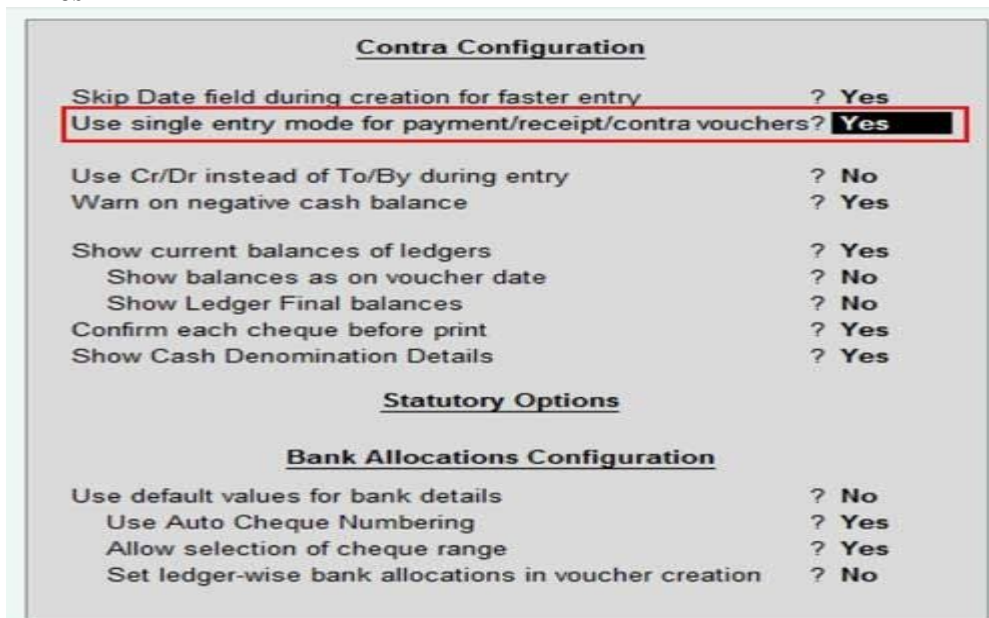 Contra Configuration
Skip Date field during creation for faster entry ? Yes
Use single entry mode for payment/receipt/contra vouchers? Yes
Use Cr/Dr instead of To/By during entry ? No
Warn on negative cash balance ? Yes
Show current balances of ledgers ? Yes
Show balances as on voucher date ? No
Show Ledger Final balances ? No
Confirm each cheque before print ? Yes
Show Cash Denomination Details ? Yes
Statutory Options
Bank Allocations Configuration
Use default values for bank details ? No
Use Auto Cheque Numbering ? Yes
Allow selection of cheque range ? Yes
Set ledger-wise bank allocations in voucher creation ? No